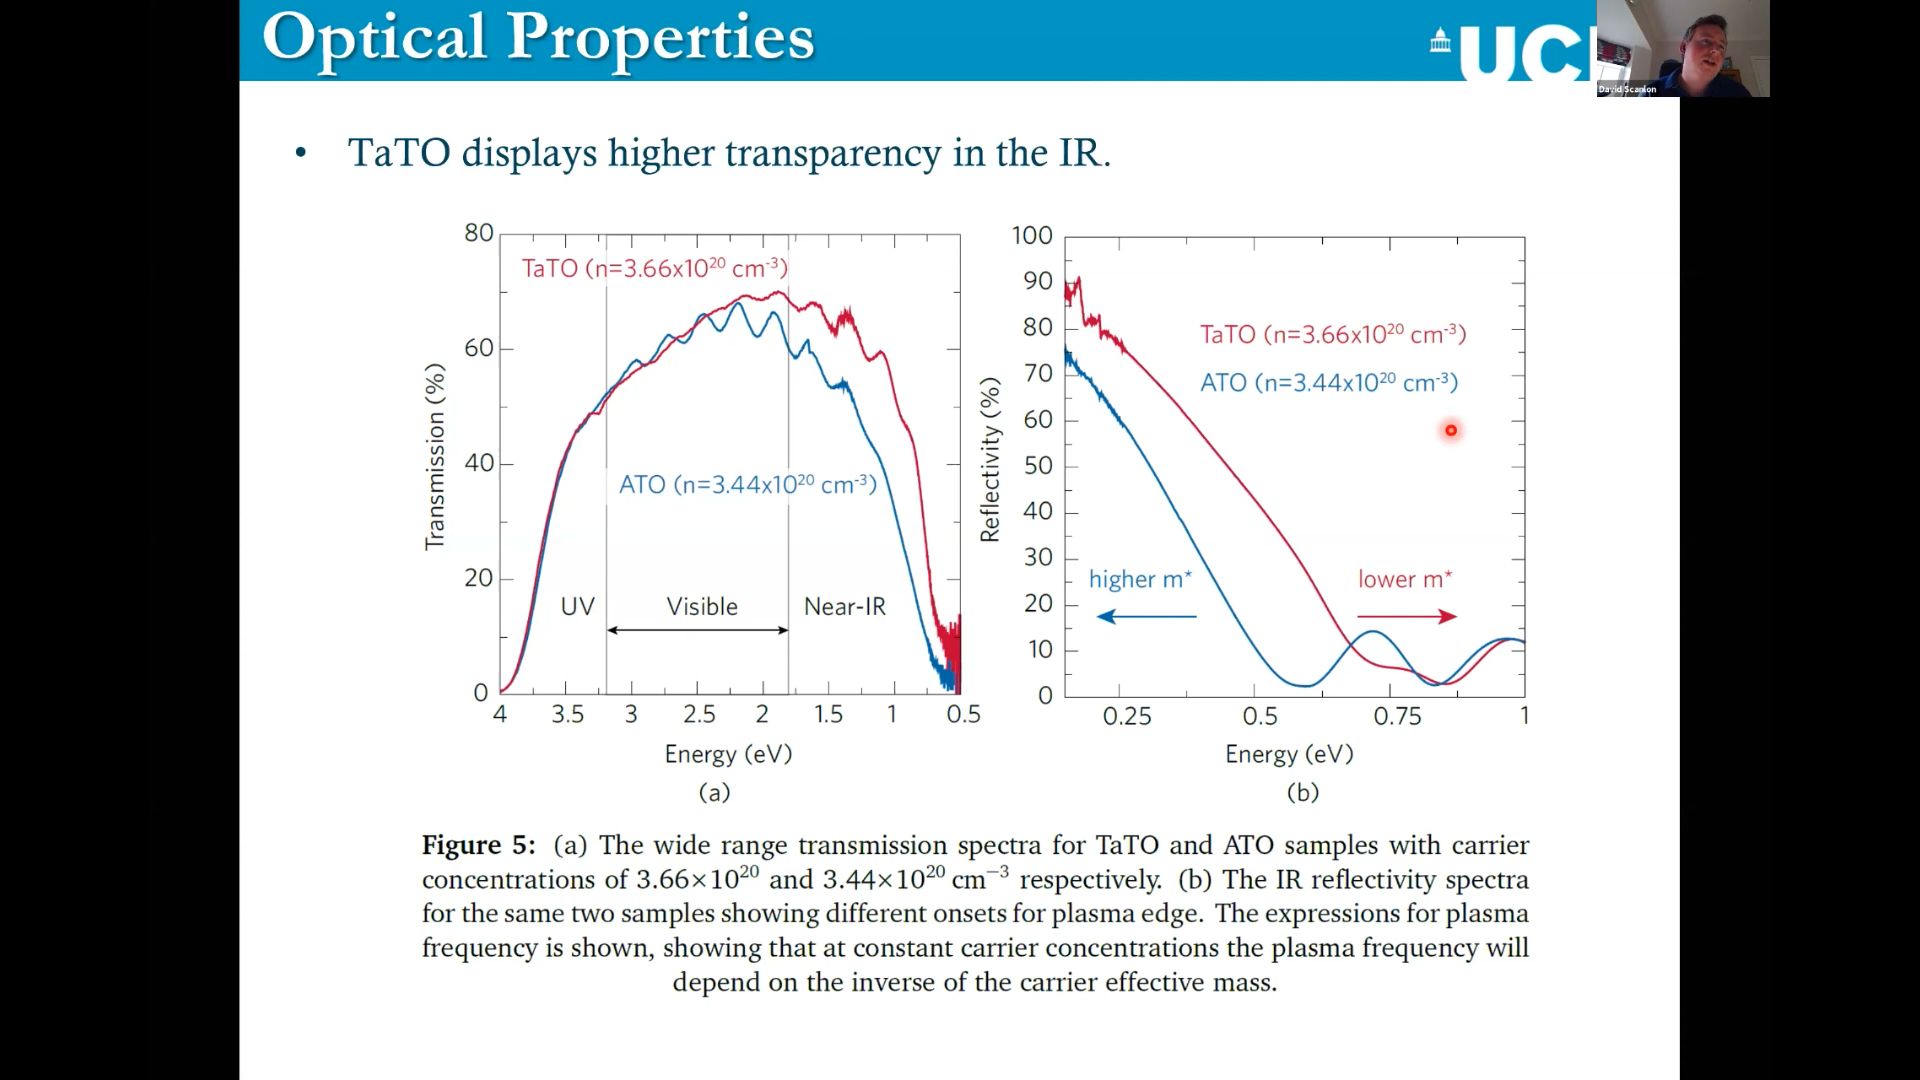 Optical Properties
UC
David Scanlon
• TaTO displays higher transparency in the IR.
80
60
40
20
0
Transmission (%)
TaTO (n=3.66x10²⁰ cm⁻³)
ATO (n=3.44x10²⁰ cm⁻³)
UV
Visible
Near-IR
4 3.5 3 2.5 2 1.5 1 0.5
Energy (eV)
(a)
100
90
80
70
60
50
40
30
20
10
0
Reflectivity (%)
TaTO (n=3.66x10²⁰ cm⁻³)
ATO (n=3.44x10²⁰ cm⁻³)
higher m*
lower m*
0.25 0.5 0.75 1
Energy (eV)
(b)
Figure 5: (a) The wide range transmission spectra for TaTO and ATO samples with carrier
concentrations of 3.66×10²⁰ and 3.44×10²⁰ cm⁻³ respectively. (b) The IR reflectivity spectra
for the same two samples showing different onsets for plasma edge. The expressions for plasma
frequency is shown, showing that at constant carrier concentrations the plasma frequency will
depend on the inverse of the carrier effective mass.